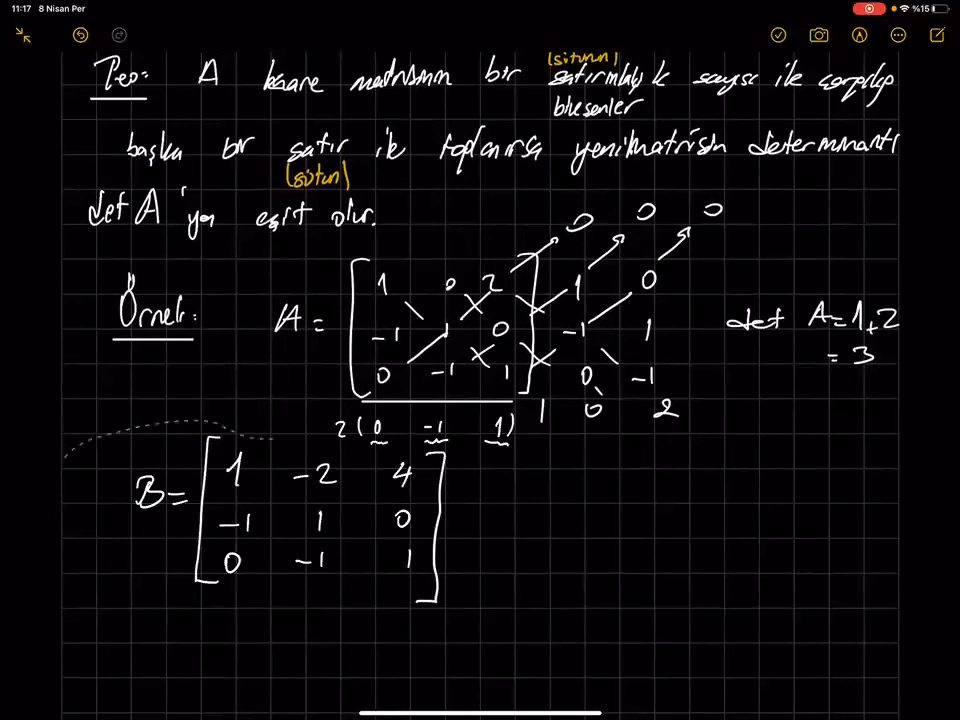 11:17 8 Nisan Per
%15
Teo: A kare matrisinin bir satırındaki k sayısı ile çarpılıp
(sütunu)
bileşenler
başka bir satır ile toplanırsa yeni matrisin determinantı
(sütun)
det A'ya eşit olur.
0 0 0
Örnek: A = [ 1 0 2 ] 1 0
-1 1 0 -1 1
0 -1 1 0 -1
1 0 2
det A = 1+2
= 3
2 ( 0 -1 1 )
B = [ 1 -2 4
-1 1 0
0 -1 1 ]